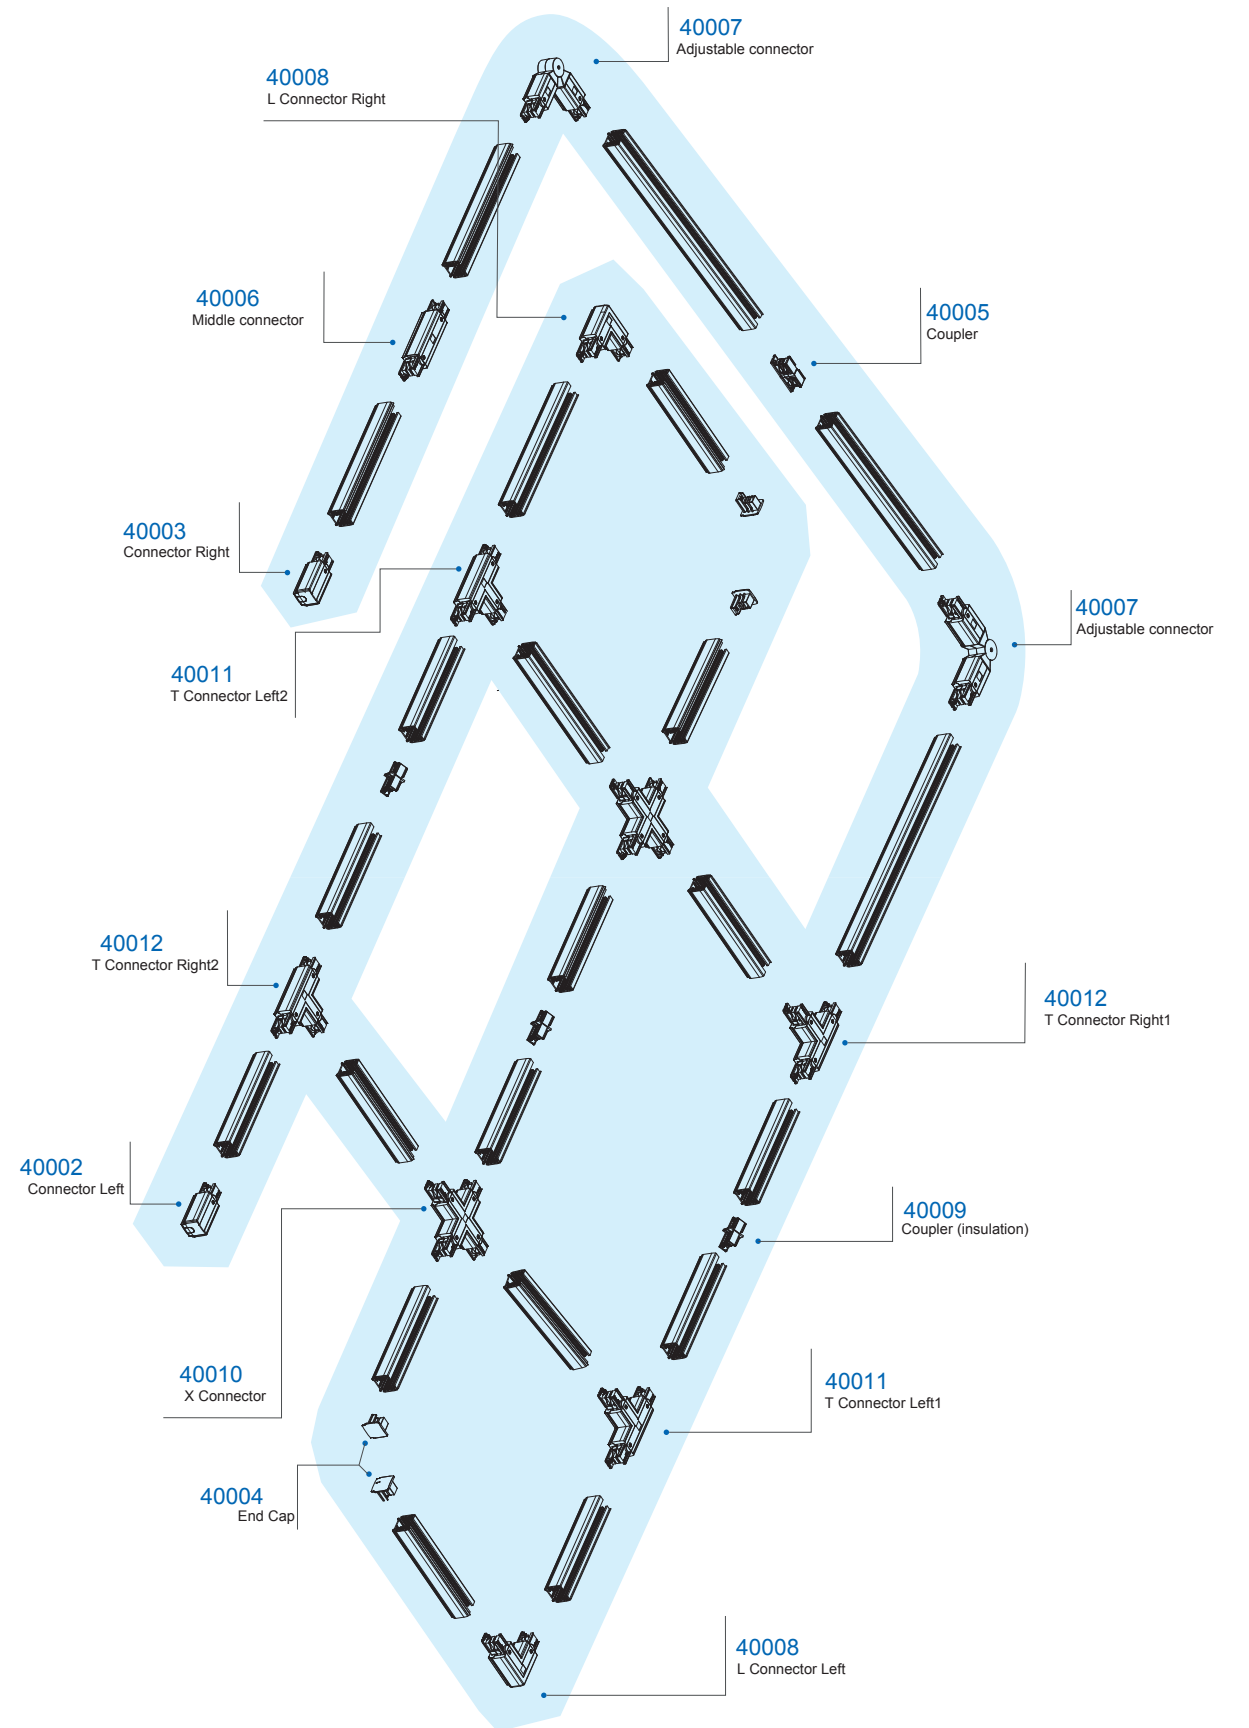 40007
Adjustable connector
40008
L Connector Right
40006
Middle connector
40005
Coupler
40003
Connector Right
40007
Adjustable connector
40011
T Connector Left2
40012
T Connector Right2
40012
T Connector Right1
40002
Connector Left
40009
Coupler (insulation)
40010
X Connector
40011
T Connector Left1
40004
End Cap
40008
L Connector Left